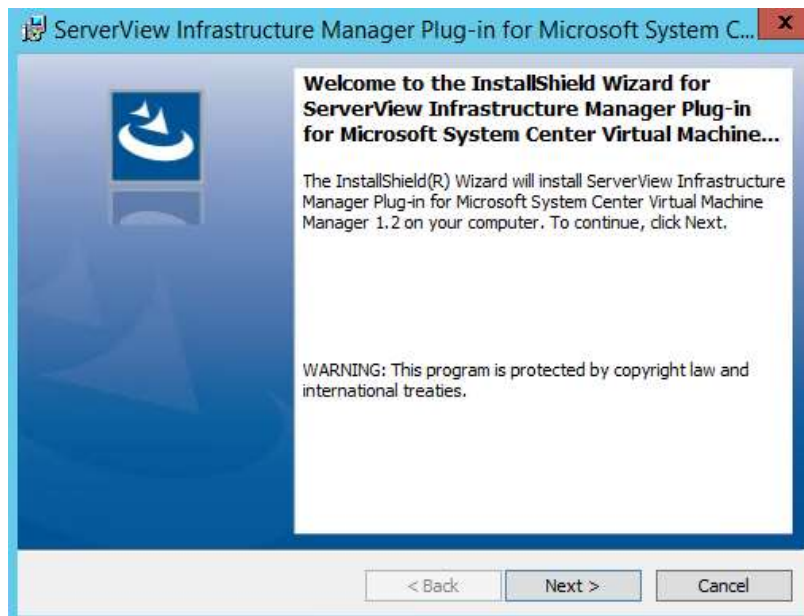 ServerView Infrastructure Manager Plug-in for Microsoft System C...
x
Welcome to the InstallShield Wizard for
ServerView Infrastructure Manager Plug-in
for Microsoft System Center Virtual Machine...
The InstallShield(R) Wizard will install ServerView Infrastructure
Manager Plug-in for Microsoft System Center Virtual Machine
Manager 1.2 on your computer. To continue, click Next.
WARNING: This program is protected by copyright law and
international treaties.
< Back Next > Cancel